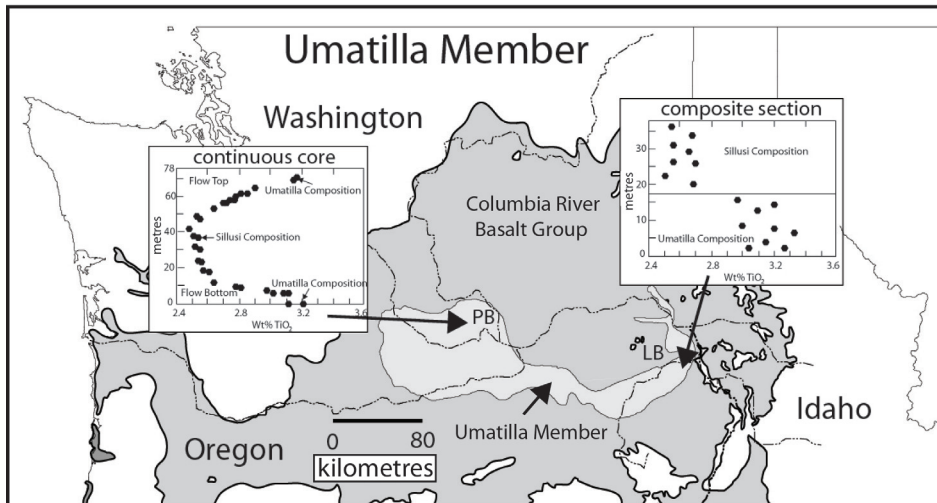 Umatilla Member
Washington
continuous core
78
60
40
20
0
metres
Flow Top
Umatilla Composition
Sillusi Composition
Umatilla Composition
Flow Bottom
2.4
2.8
3.2
3.6
Wt% TiO2
composite section
30
20
10
0
metres
Sillusi Composition
Umatilla Composition
2.4
2.8
3.2
3.6
Wt% TiO2
Columbia River
Basalt Group
PB
LB
Umatilla Member
Oregon
Idaho
0
80
kilometres